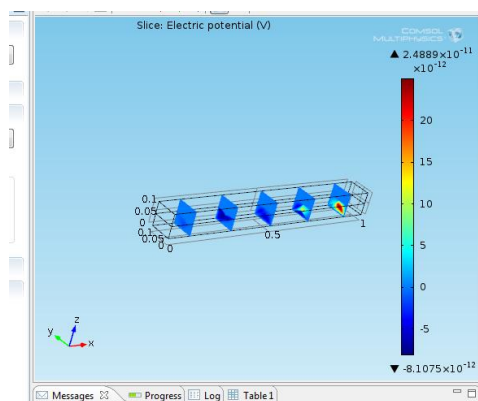 Slice: Electric potential (V)
COMSOL
MULTIPHYSICS
▲ 2.4889×10⁻¹¹
×10⁻¹²
20
15
10
5
0
-5
▼ -8.1075×10⁻¹²
0.1
0.05
0
0.1
0.05
0
0
0.5
1
z
y
x
Messages
Progress
Log
Table 1